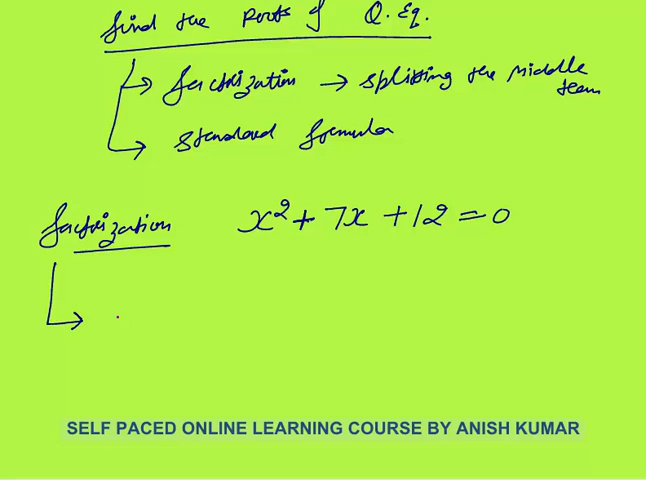 find the roots of Q. Eq.
factorization → splitting the middle term
standard formula
factorization x² + 7x + 12 = 0
SELF PACED ONLINE LEARNING COURSE BY ANISH KUMAR